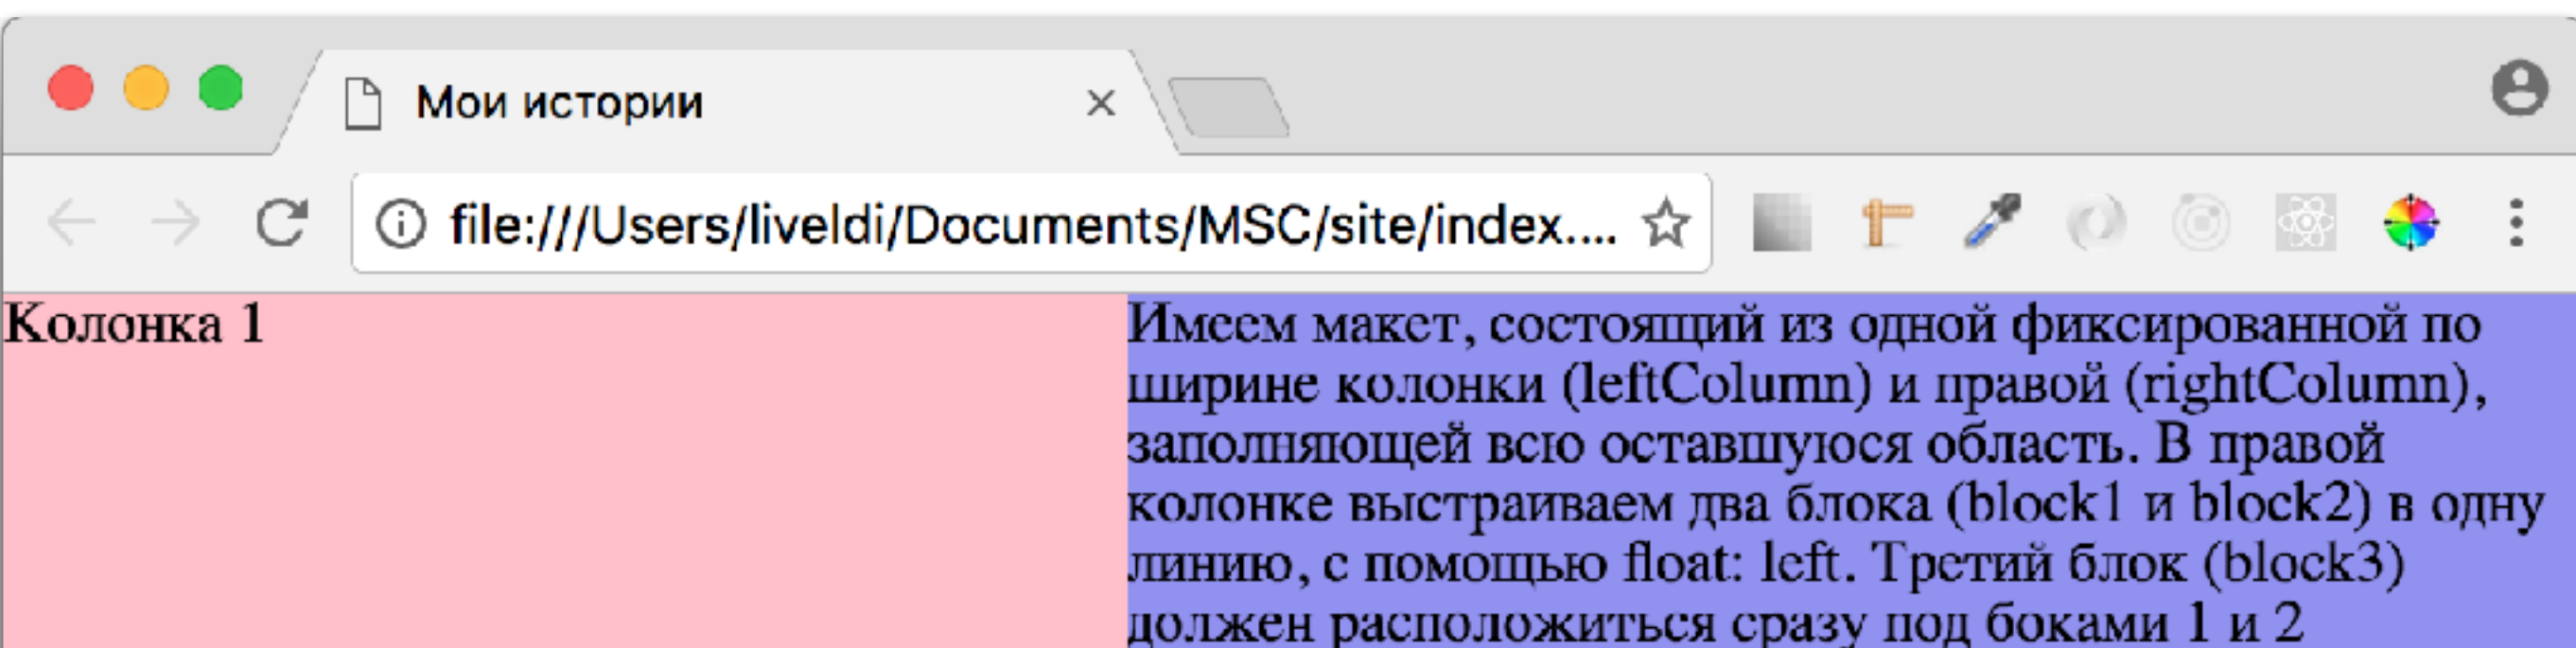 Мои истории
file:///Users/liveldi/Documents/MSC/site/index....
Колонка 1
Имеем макет, состоящий из одной фиксированной по
ширине колонки (leftColumn) и правой (rightColumn),
заполняющей всю оставшуюся область. В правой
колонке выстраиваем два блока (block1 и block2) в одну
линию, с помощью float: left. Третий блок (block3)
должен расположиться сразу под боками 1 и 2